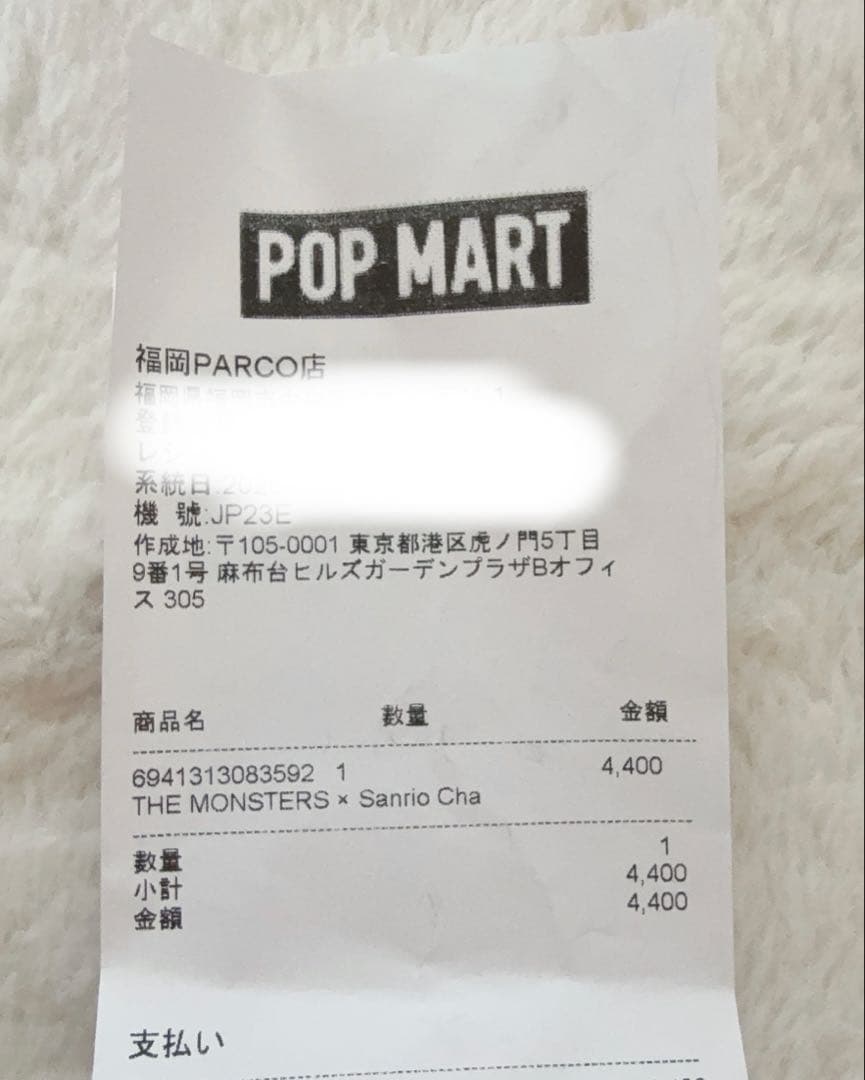 POP MART
福岡PARCO店
系統日:202
機 號:JP23E
作成地:〒105-0001 東京都港区虎ノ門5丁目
9番1号 麻布台ヒルズガーデンプラザBオフィ
ス 305
商品名 数量 金額
6941313083592 1 4,400
THE MONSTERS × Sanrio Cha
数量 1
小計 4,400
金額 4,400
支払い